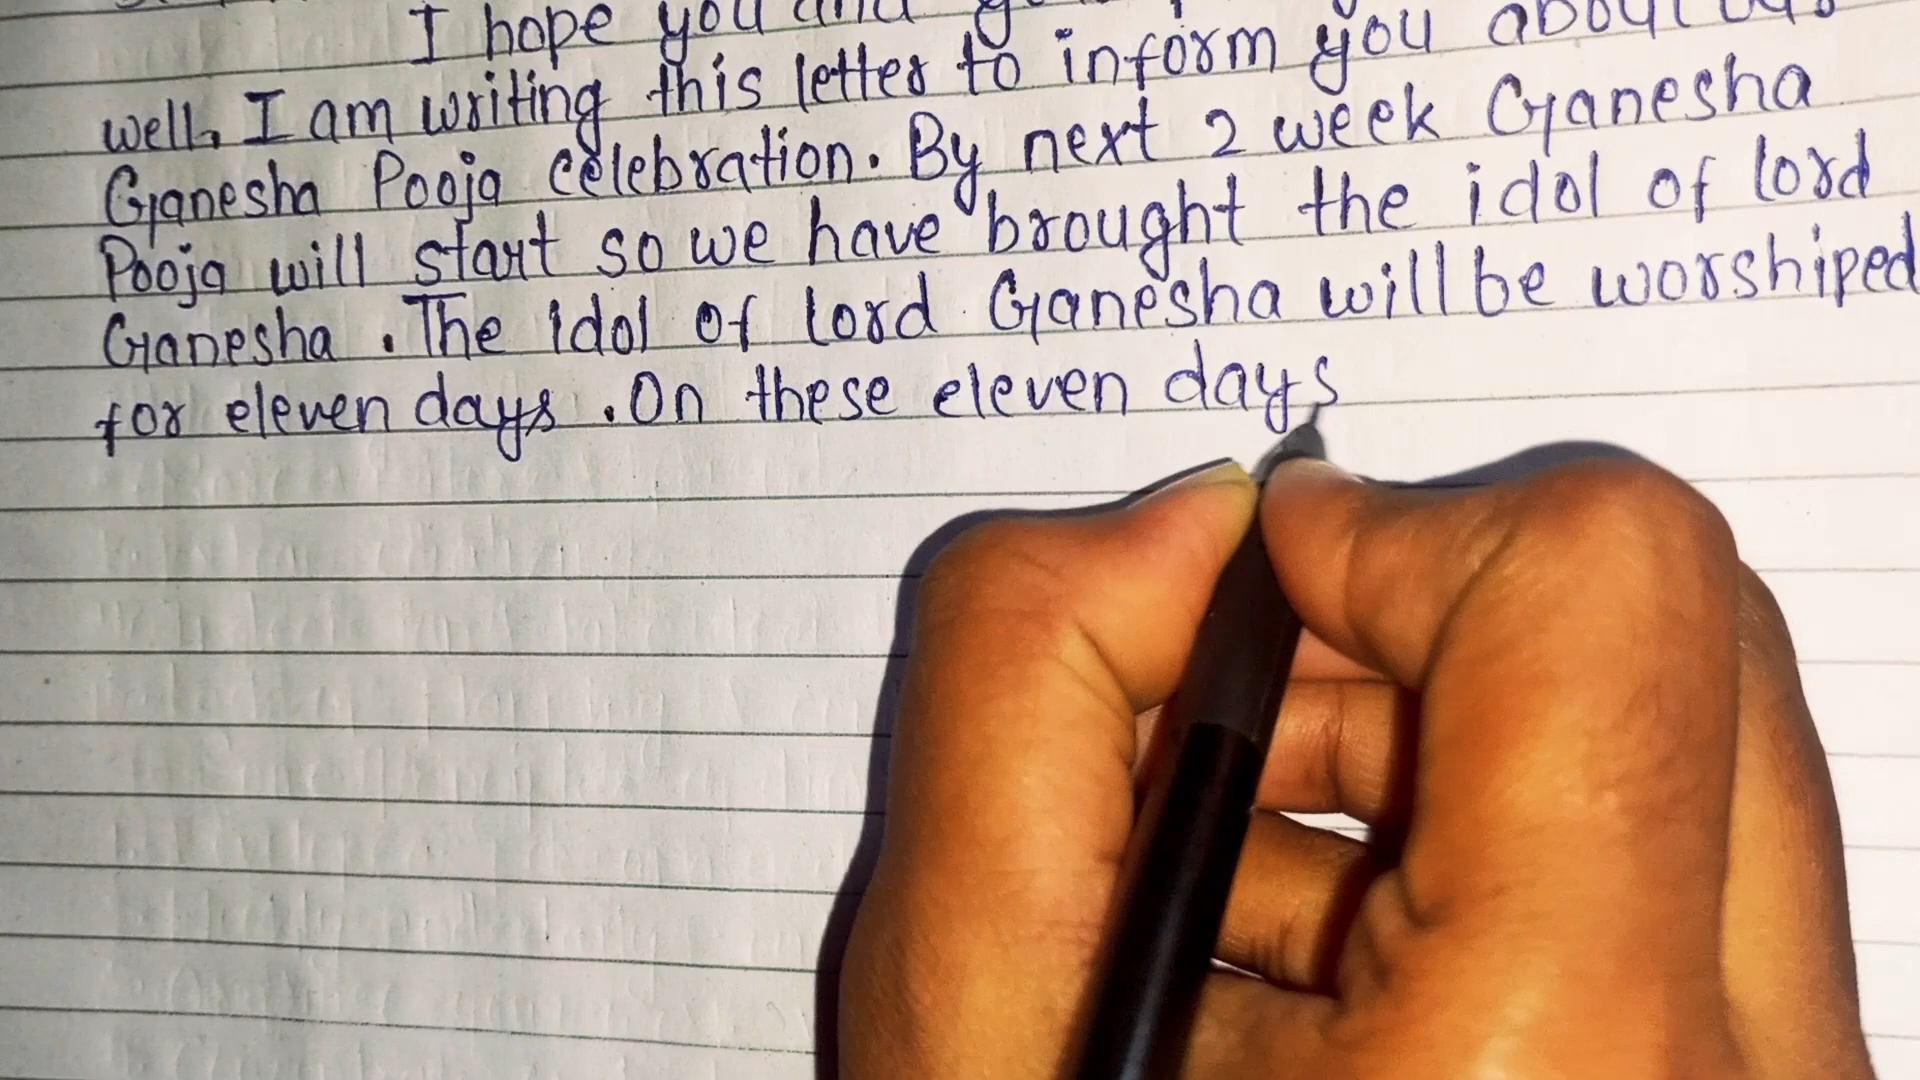 I hope you and
well, I am writing this letter to inform you about our
Ganesha Pooja celebration. By next 2 week Ganesha
Pooja will start so we have brought the idol of lord
Ganesha . The idol of lord Ganesha will be worshiped
for eleven days . On these eleven days